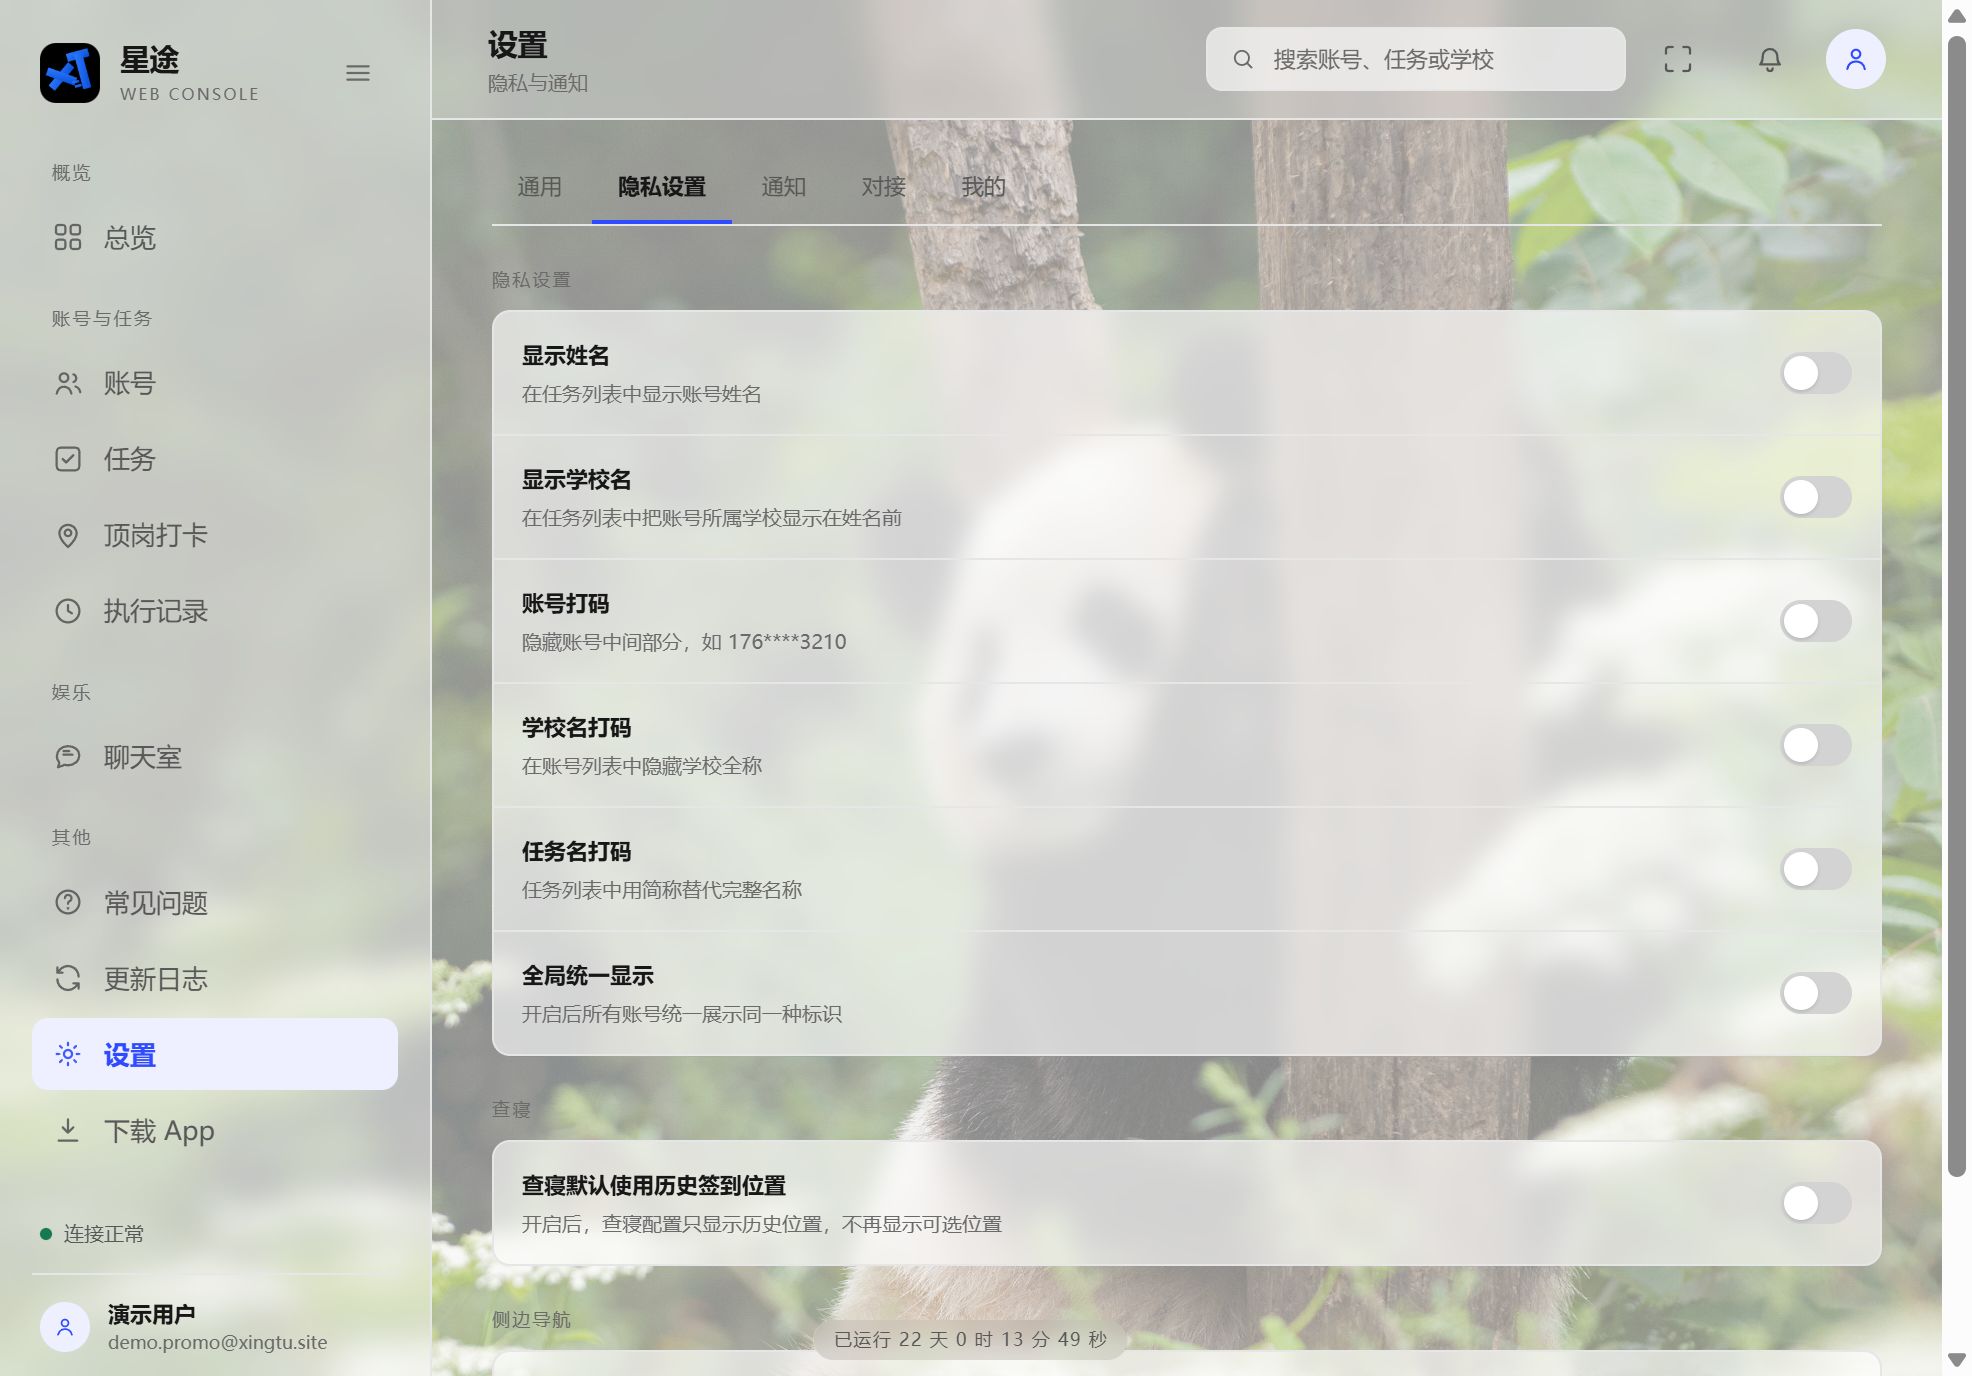 星途
WEB CONSOLE
概览
总览
账号与任务
账号
任务
顶岗打卡
执行记录
娱乐
聊天室
其他
常见问题
更新日志
设置
下载 App
连接正常
演示用户
demo.promo@xingtu.site
设置
隐私与通知
搜索账号、任务或学校
通用
隐私设置
通知
对接
我的
隐私设置
显示姓名
在任务列表中显示账号姓名
显示学校名
在任务列表中把账号所属学校显示在姓名前
账号打码
隐藏账号中间部分，如 176****3210
学校名打码
在账号列表中隐藏学校全称
任务名打码
任务列表中用简称替代完整名称
全局统一显示
开启后所有账号统一展示同一种标识
查寝
查寝默认使用历史签到位置
开启后，查寝配置只显示历史位置，不再显示可选位置
侧边导航
已运行 22 天 0 时 13 分 49 秒